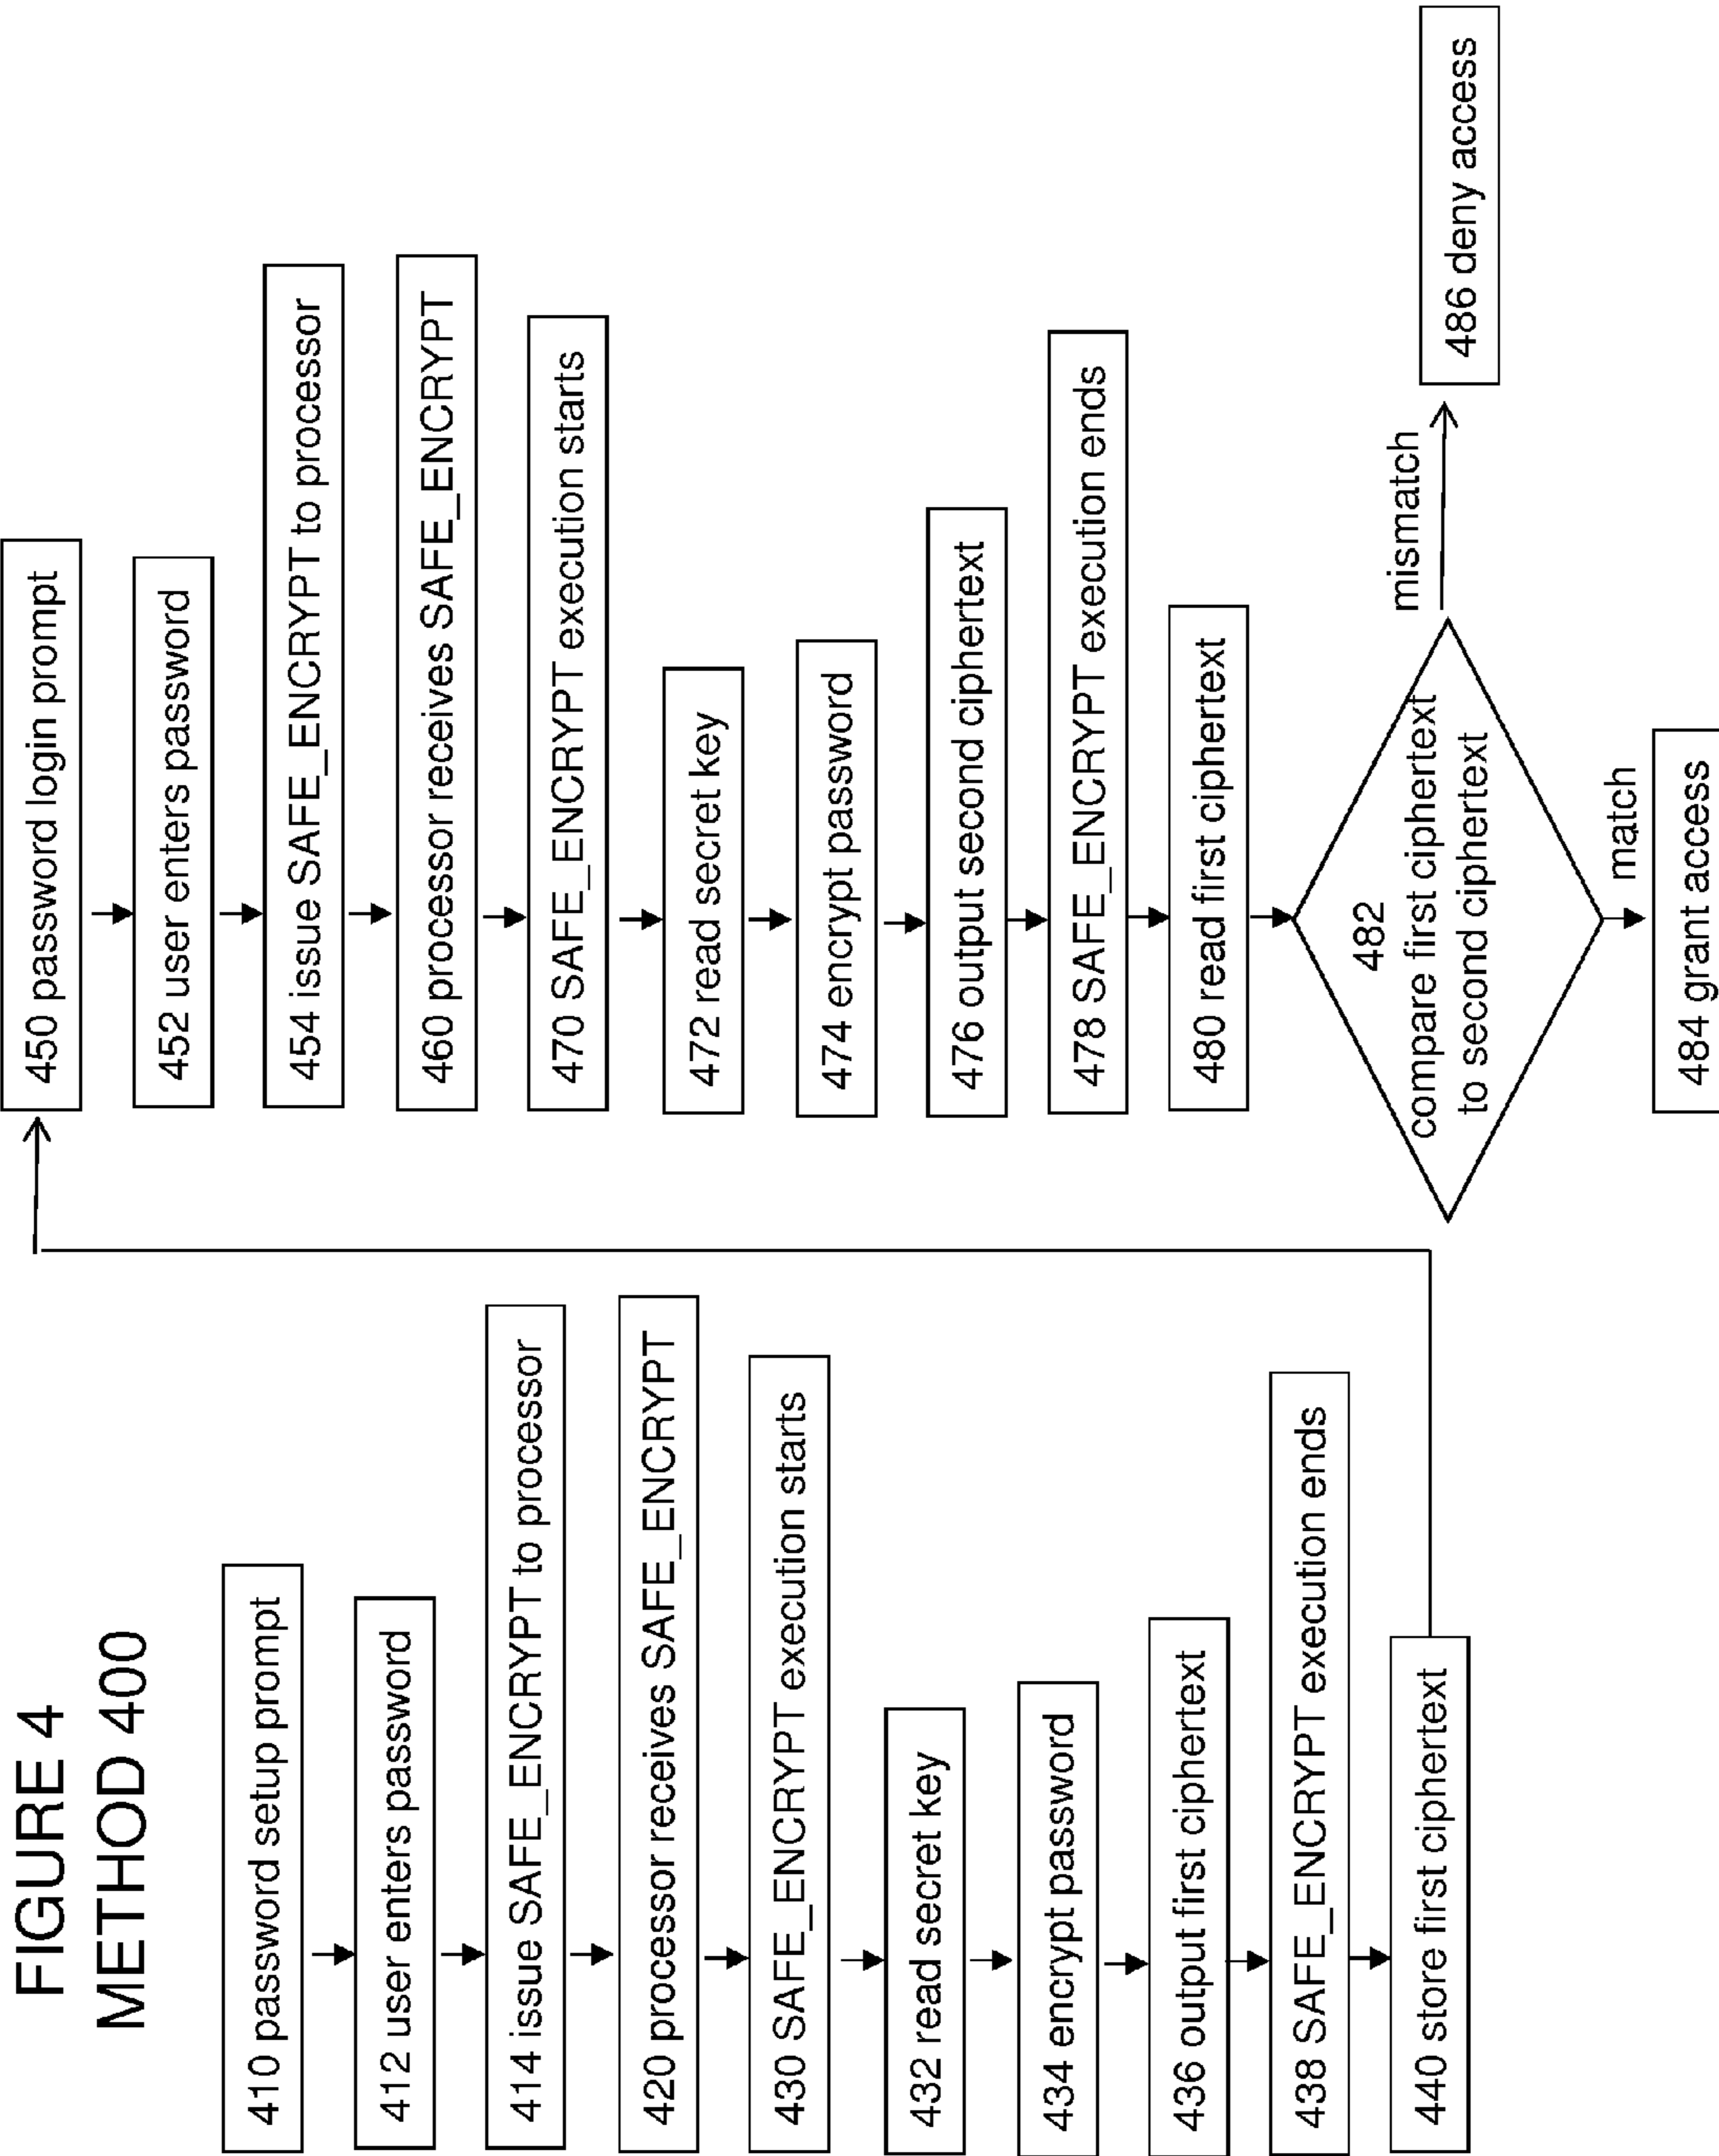 FIGURE 4
METHOD 400
410 password setup prompt
412 user enters password
414 issue SAFE_ENCRYPT to processor
420 processor receives SAFE_ENCRYPT
430 SAFE_ENCRYPT execution starts
432 read secret key
434 encrypt password
436 output first ciphertext
438 SAFE_ENCRYPT execution ends
440 store first ciphertext
450 password login prompt
452 user enters password
454 issue SAFE_ENCRYPT to processor
460 processor receives SAFE_ENCRYPT
470 SAFE_ENCRYPT execution starts
472 read secret key
474 encrypt password
476 output second ciphertext
478 SAFE_ENCRYPT execution ends
480 read first ciphertext
482
compare first ciphertext
to second ciphertext
mismatch
486 deny access
match
484 grant access